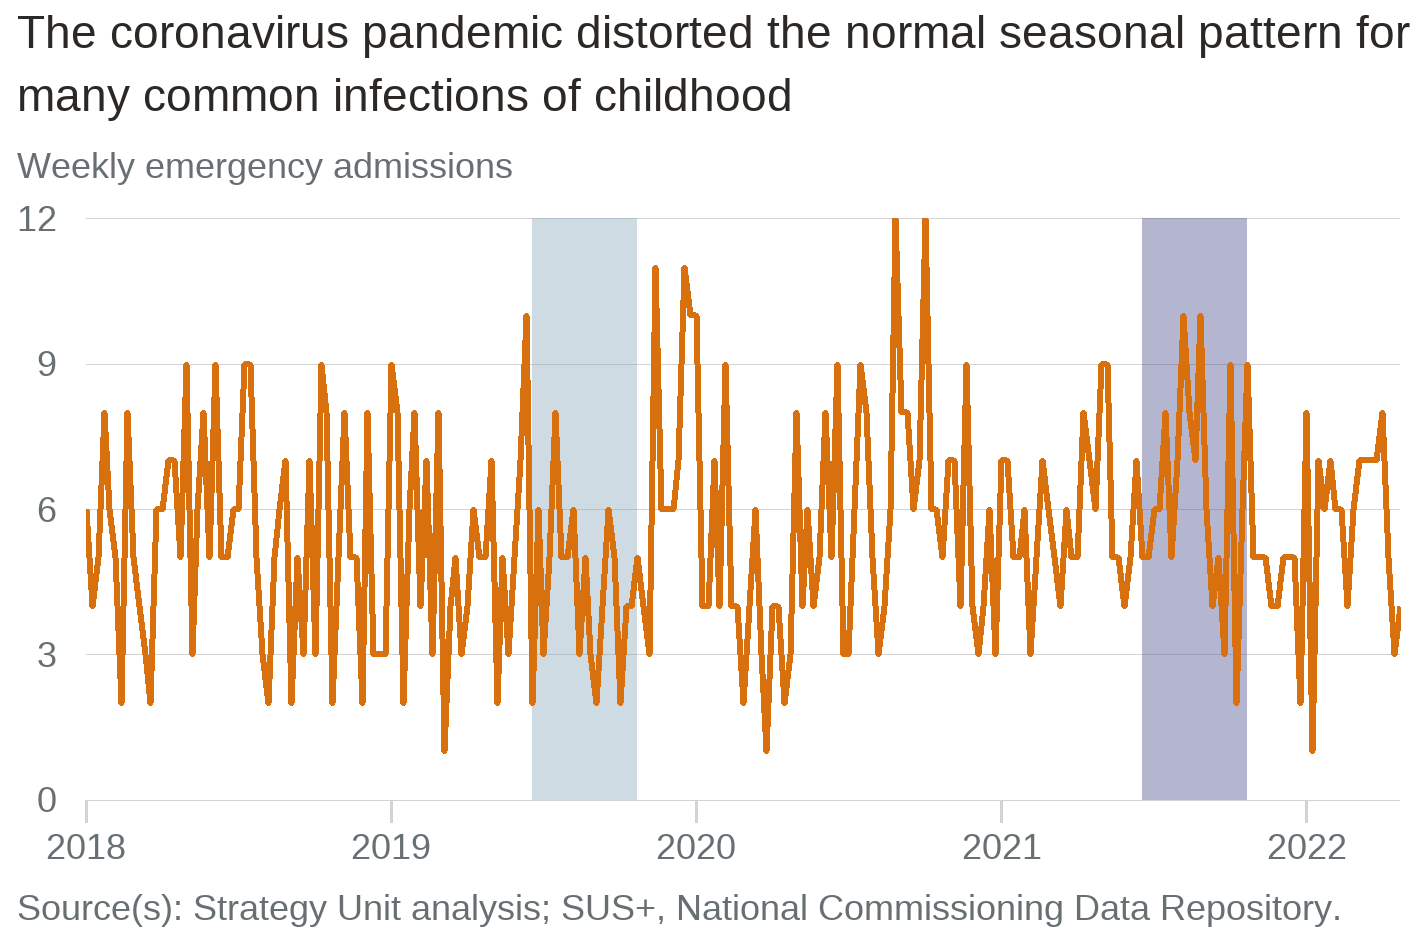 The coronavirus pandemic distorted the normal seasonal pattern for
many common infections of childhood
Weekly emergency admissions
12
9
6
3
0
2018 2019 2020 2021 2022
Source(s): Strategy Unit analysis; SUS+, National Commissioning Data Repository.